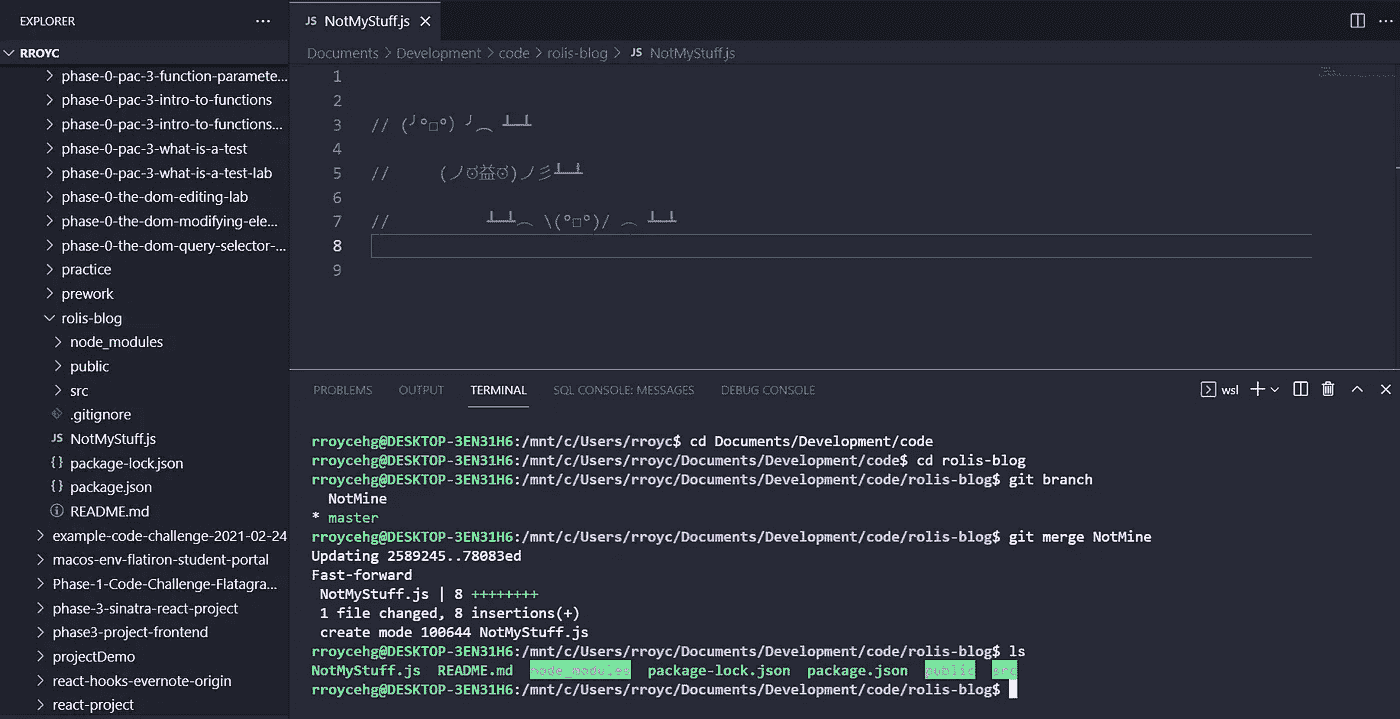 EXPLORER ···
RROYC
phase-0-pac-3-function-paramete...
phase-0-pac-3-intro-to-functions
phase-0-pac-3-intro-to-functions...
phase-0-pac-3-what-is-a-test
phase-0-pac-3-what-is-a-test-lab
phase-0-the-dom-editing-lab
phase-0-the-dom-modifying-ele...
phase-0-the-dom-query-selector-...
practice
prework
rolis-blog
node_modules
public
src
.gitignore
JS NotMyStuff.js
{} package-lock.json
{} package.json
README.md
example-code-challenge-2021-02-24
macos-env-flatiron-student-portal
Phase-1-Code-Challenge-Flatagra...
phase-3-sinatra-react-project
phase3-project-frontend
projectDemo
react-hooks-evernote-origin
react-project
JS NotMyStuff.js ×
Documents > Development > code > rolis-blog > JS NotMyStuff.js
1
2
3 // (╯°□°) ╯︵ ┻━┻
4
5 // (ノಠ益ಠ)ノ彡┻━┻
6
7 // ┻━┻︵ \(°□°)/ ︵ ┻━┻
8
9
PROBLEMS OUTPUT TERMINAL SQL CONSOLE: MESSAGES DEBUG CONSOLE wsl
rroycehg@DESKTOP-3EN31H6:/mnt/c/Users/rroyc$ cd Documents/Development/code
rroycehg@DESKTOP-3EN31H6:/mnt/c/Users/rroyc/Documents/Development/code$ cd rolis-blog
rroycehg@DESKTOP-3EN31H6:/mnt/c/Users/rroyc/Documents/Development/code/rolis-blog$ git branch
NotMine
* master
rroycehg@DESKTOP-3EN31H6:/mnt/c/Users/rroyc/Documents/Development/code/rolis-blog$ git merge NotMine
Updating 2589245..78083ed
Fast-forward
NotMyStuff.js | 8 ++++++++
1 file changed, 8 insertions(+)
create mode 100644 NotMyStuff.js
rroycehg@DESKTOP-3EN31H6:/mnt/c/Users/rroyc/Documents/Development/code/rolis-blog$ ls
NotMyStuff.js README.md node_modules package-lock.json package.json public src
rroycehg@DESKTOP-3EN31H6:/mnt/c/Users/rroyc/Documents/Development/code/rolis-blog$